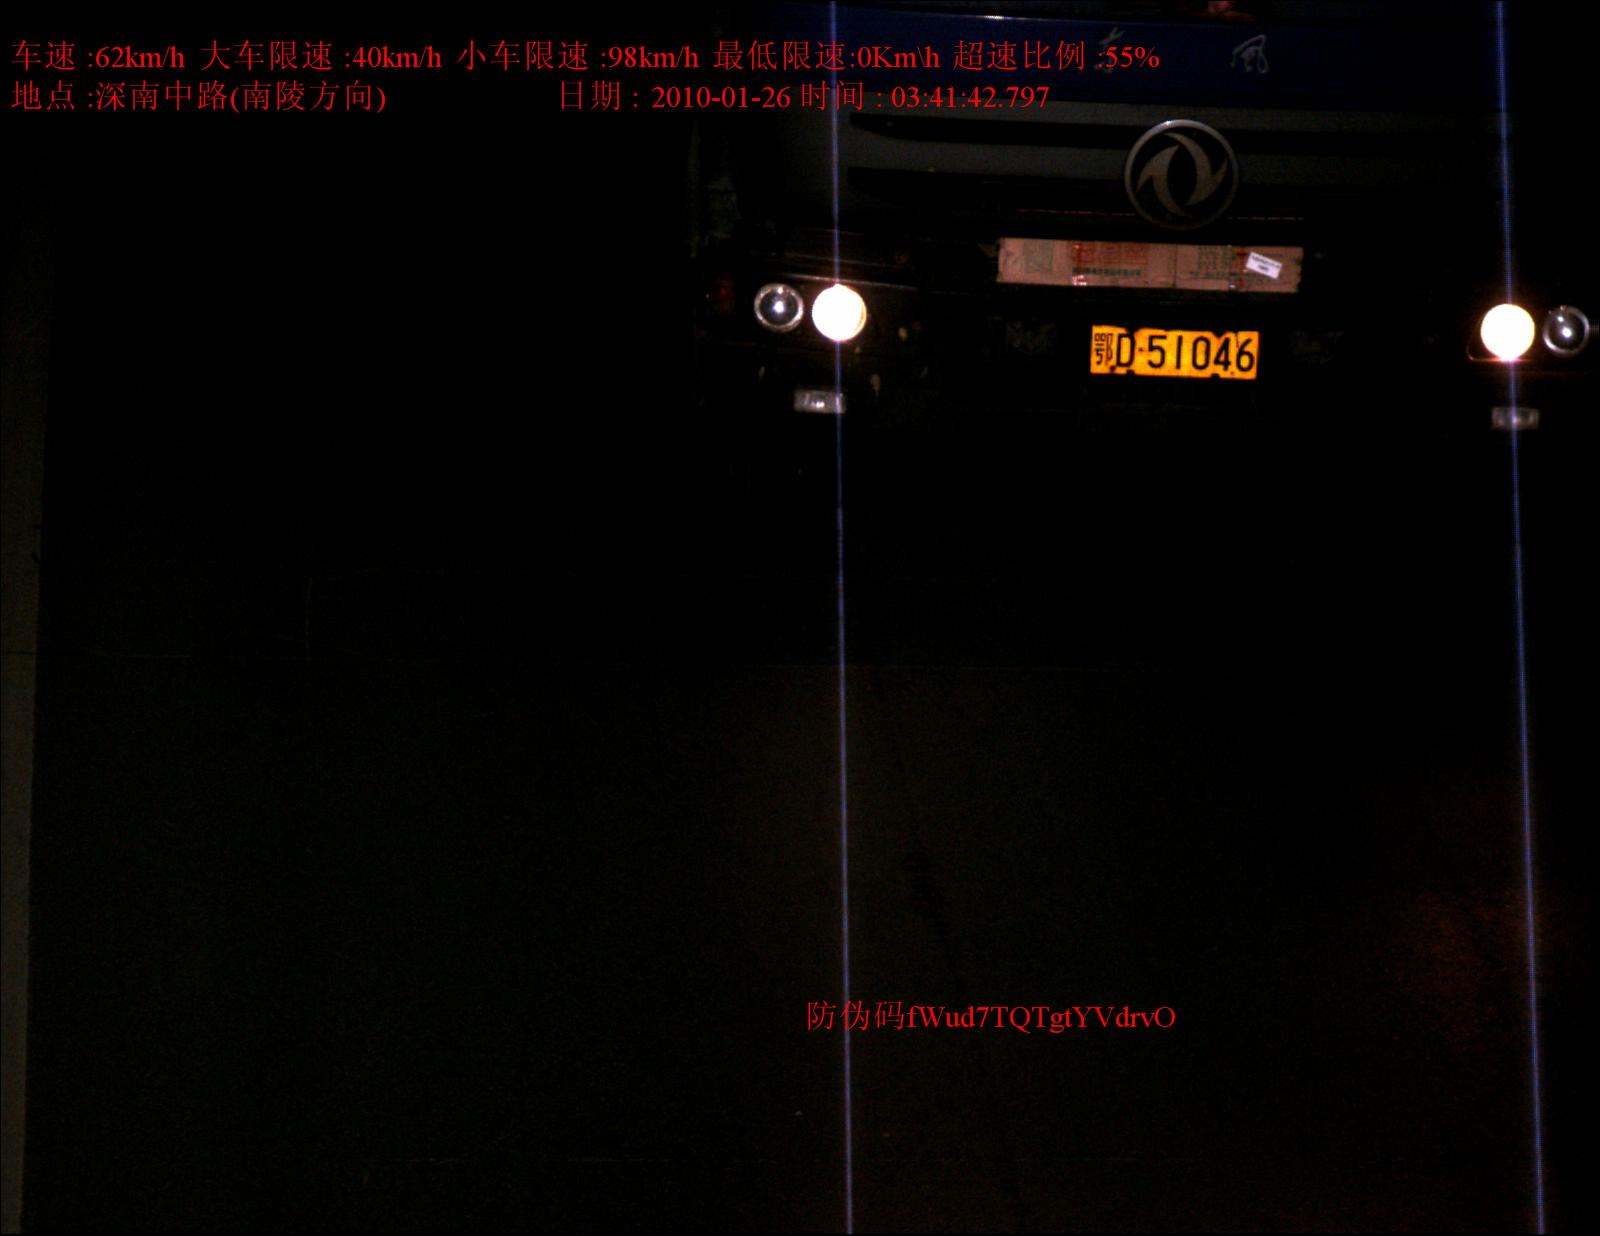 车速 :62km/h 大车限速 :40km/h 小车限速 :98km/h 最低限速:0Km\h 超速比例 :55%
地点 :深南中路(南陵方向) 日期 : 2010-01-26 时间 : 03:41:42.797
风
鄂D·51046
防伪码fWud7TQTgtYVdrvO